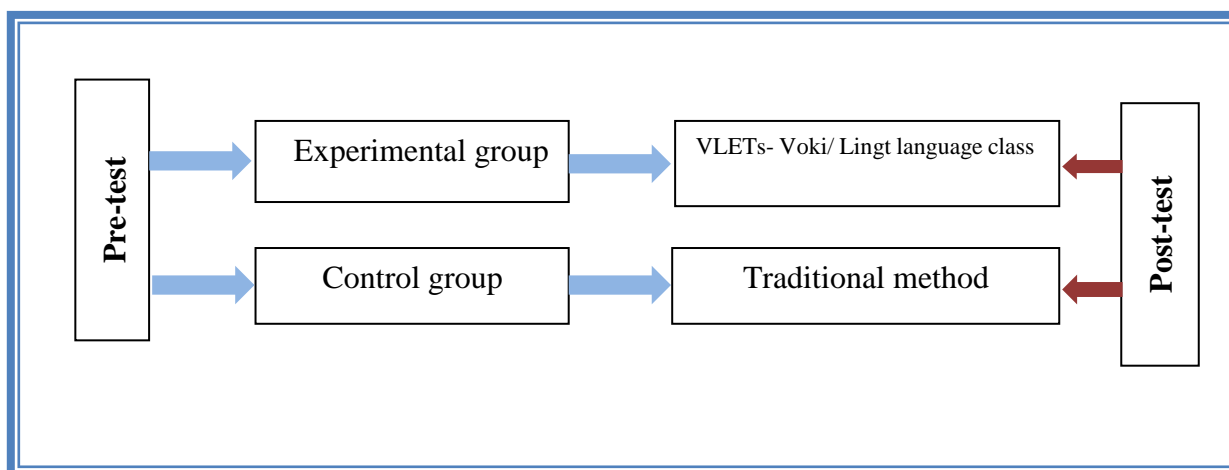 Pre-test
Experimental group
VLETs- Voki/ Lingt language class
Control group
Traditional method
Post-test